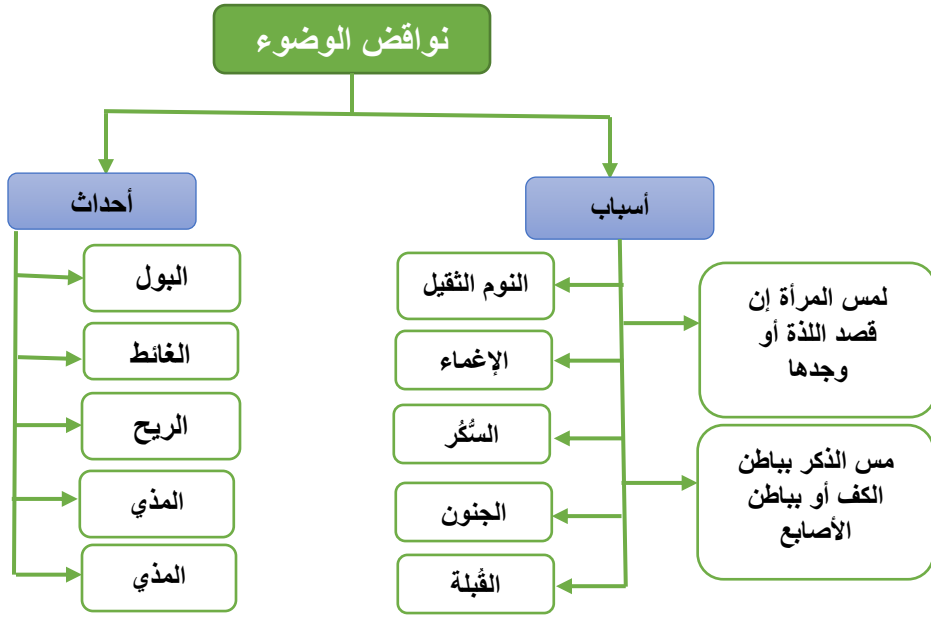 نواقض الوضوء
أسباب
أحداث
لمس المرأة إن
قصد اللذة أو
وجدها
مس الذكر بباطن
الكف أو بباطن
الأصابع
النوم الثقيل
الإغماء
السُّكُر
الجنون
القُبلة
البول
الغائط
الريح
المذي
المذي